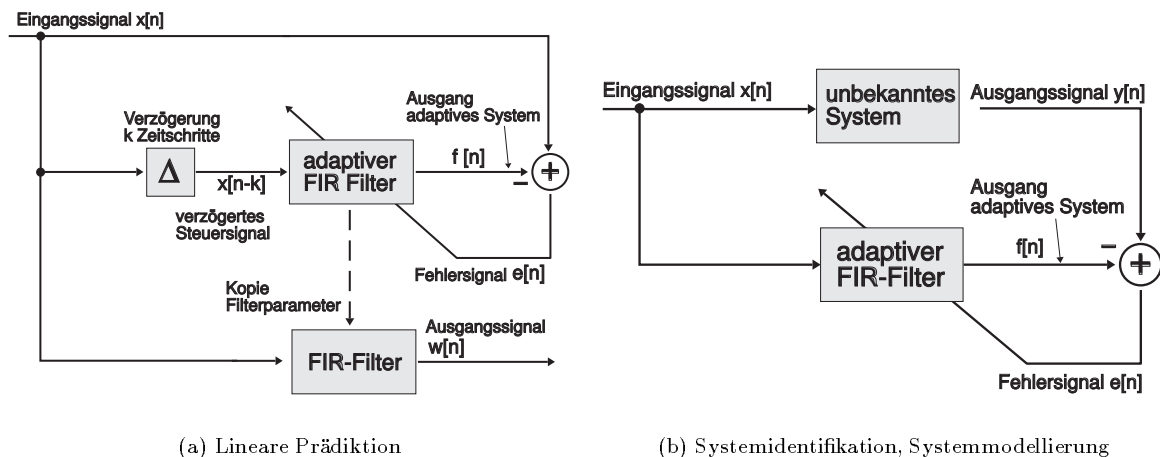 Eingangssignal x[n]
Ausgang
adaptives System
Verzögerung
k Zeitschritte
Δ
x[n-k]
adaptiver
FIR Filter
f [n]
−
+
verzögertes
Steuersignal
Fehlersignal e[n]
Kopie
Filterparameter
FIR-Filter
Ausgangssignal
w[n]
(a) Lineare Prädiktion
Eingangssignal x[n]
unbekanntes
System
Ausgangssignal y[n]
Ausgang
adaptives System
adaptiver
FIR-Filter
f[n]
−
+
Fehlersignal e[n]
(b) Systemidentifikation, Systemmodellierung